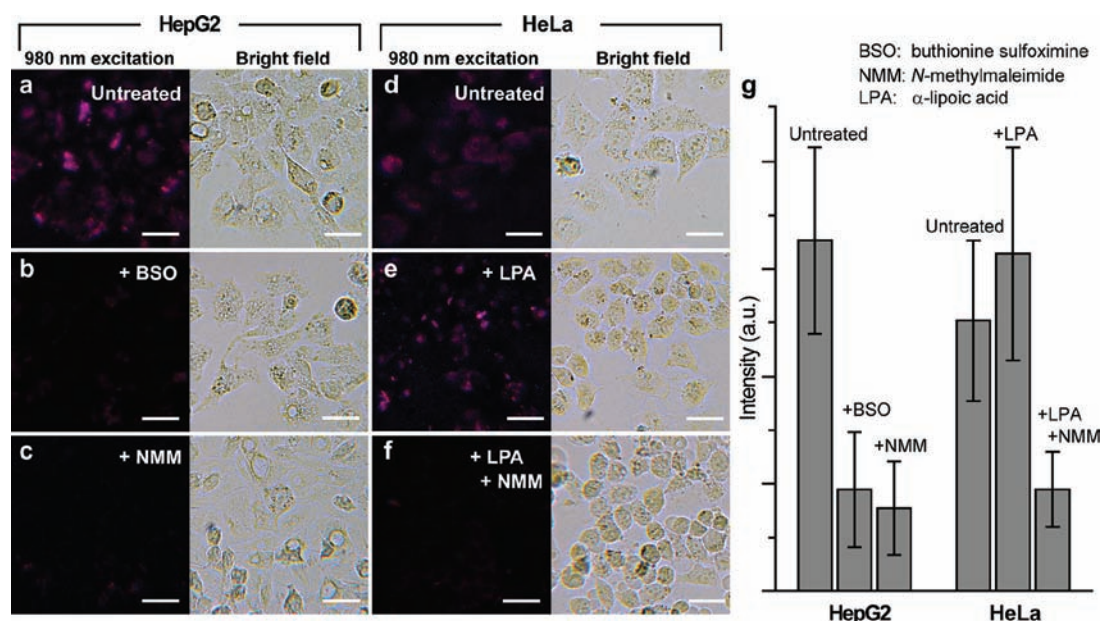 HepG2
HeLa
980 nm excitation
Bright field
980 nm excitation
Bright field
a
Untreated
d
Untreated
b
+ BSO
e
+ LPA
c
+ NMM
f
+ LPA
+ NMM
BSO: buthionine sulfoximine
NMM: N-methylmaleimide
LPA: α-lipoic acid
g
Intensity (a.u.)
Untreated
+BSO
+NMM
Untreated
+LPA
+LPA
+NMM
HepG2
HeLa